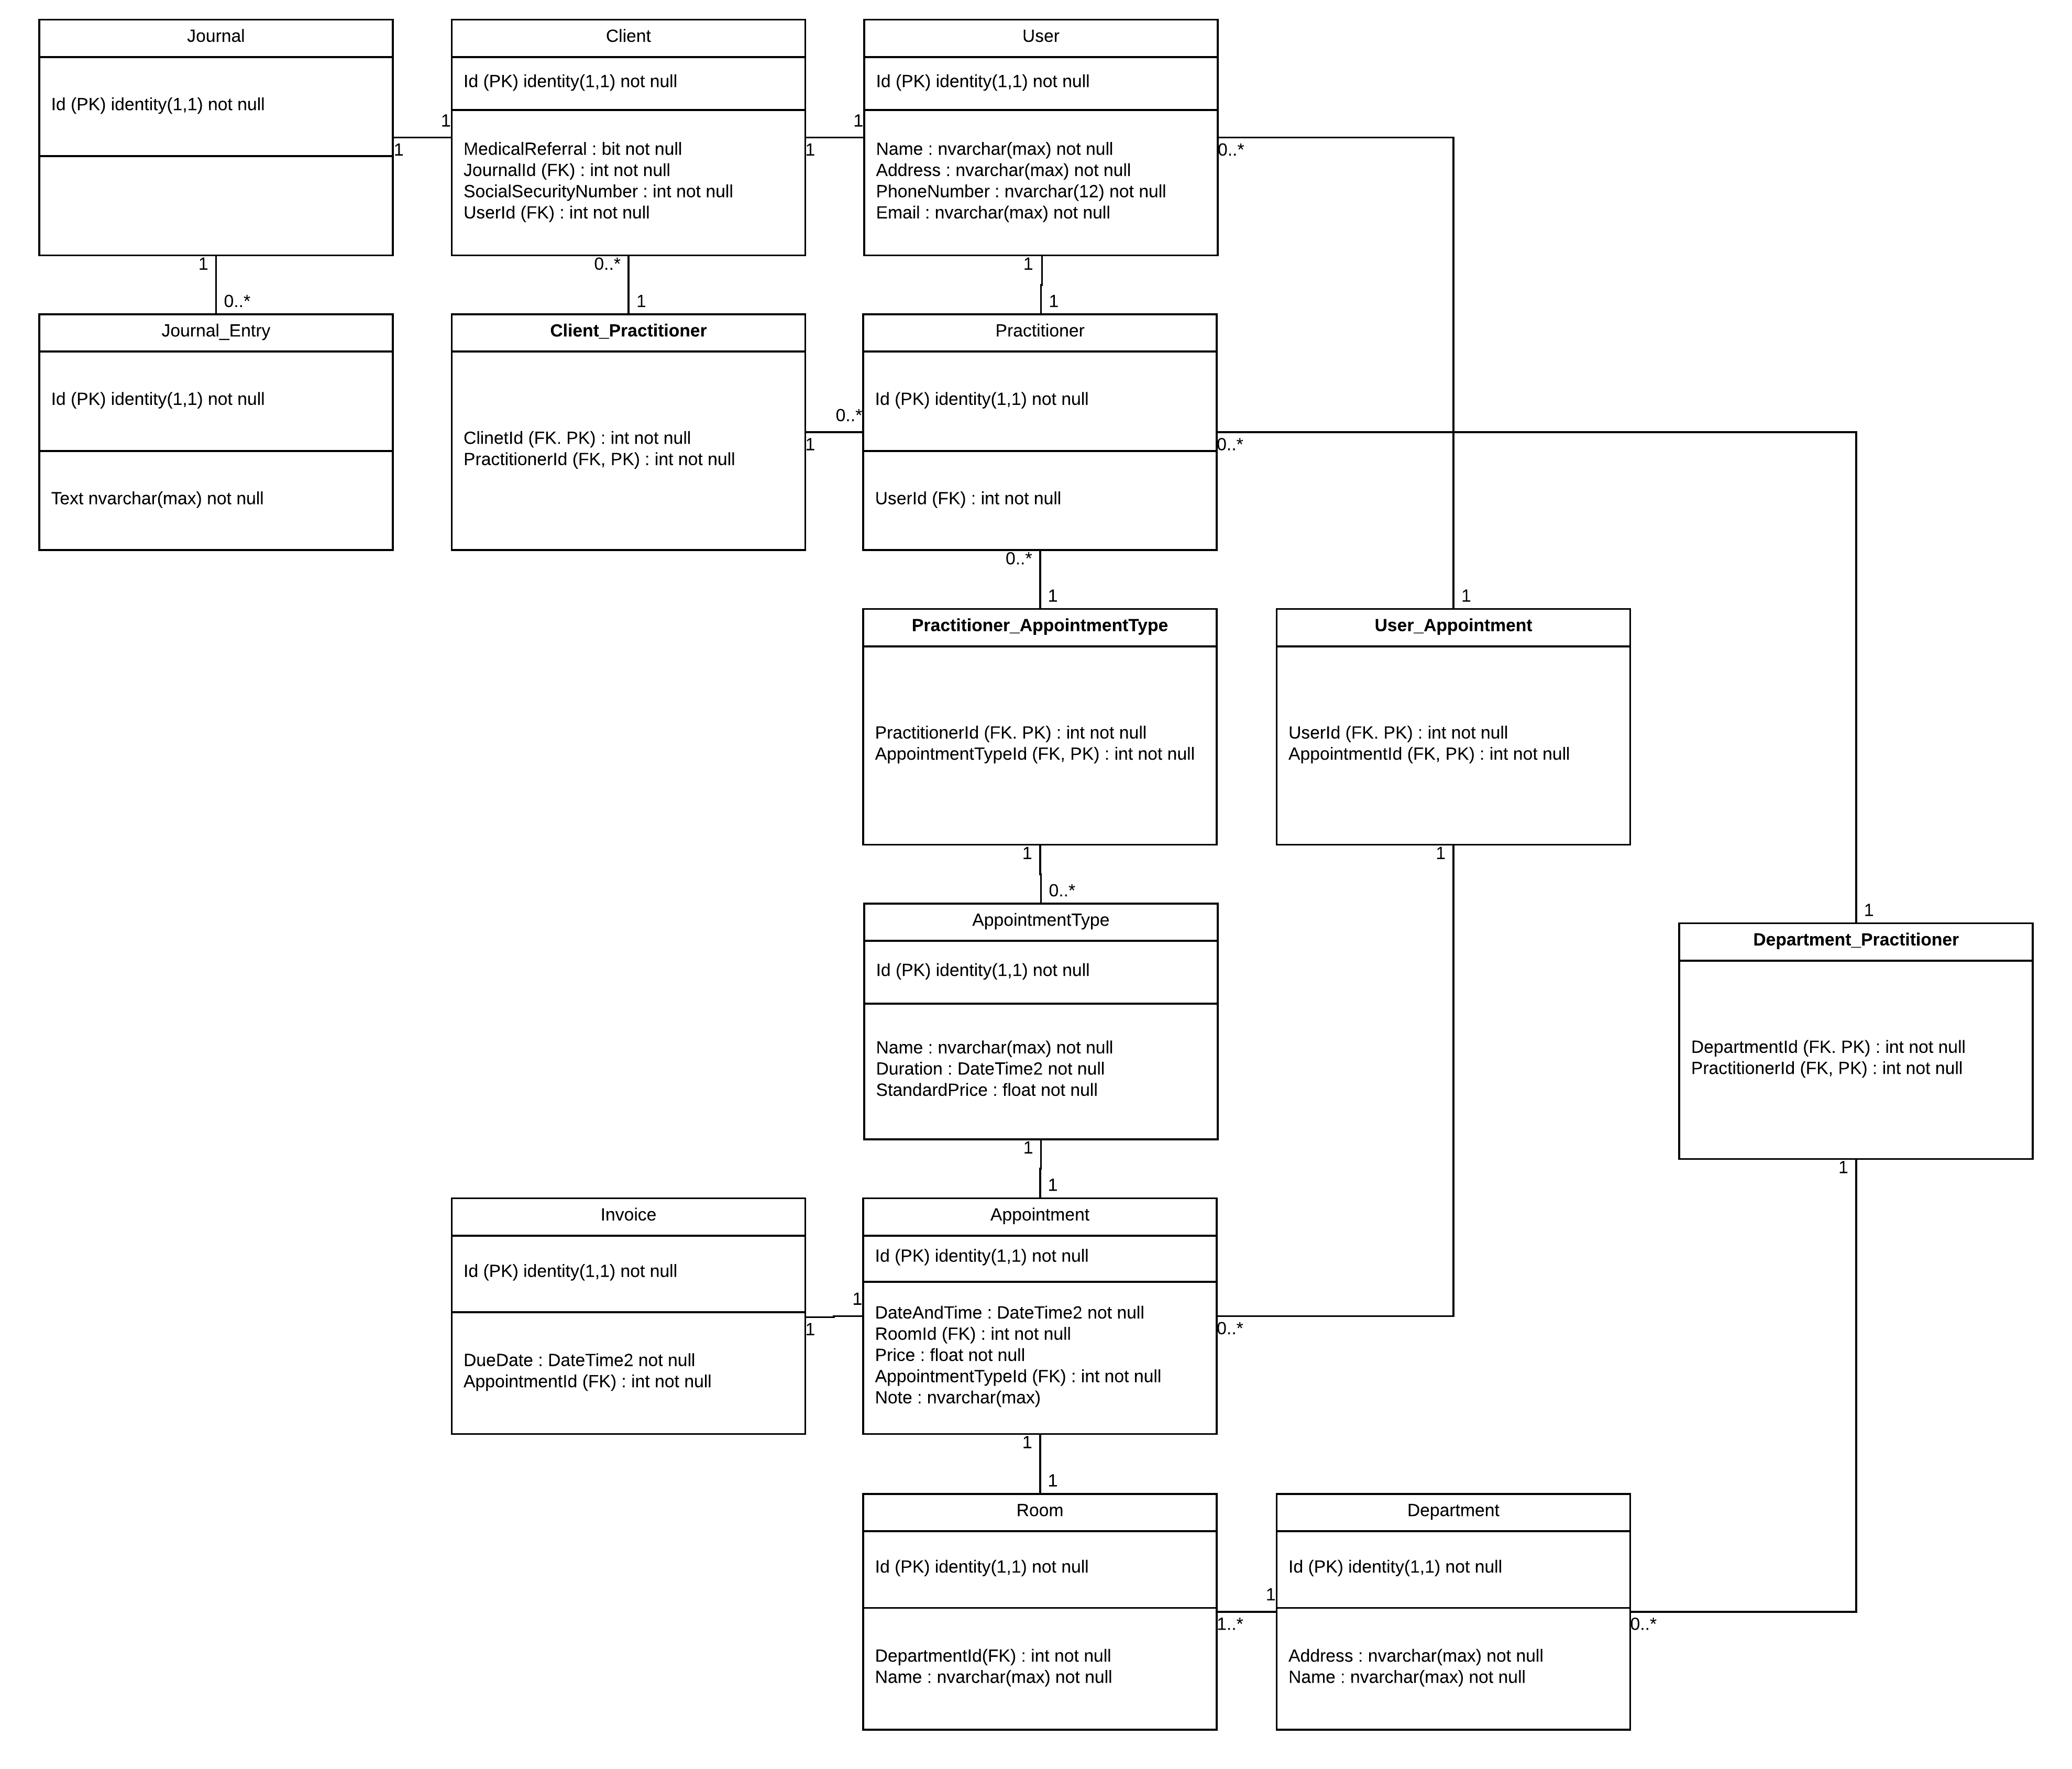 Journal
Id (PK) identity(1,1) not null
Client
Id (PK) identity(1,1) not null
MedicalReferral : bit not null
JournalId (FK) : int not null
SocialSecurityNumber : int not null
UserId (FK) : int not null
User
Id (PK) identity(1,1) not null
Name : nvarchar(max) not null
Address : nvarchar(max) not null
PhoneNumber : nvarchar(12) not null
Email : nvarchar(max) not null
1
1
1
1
0..*
1
0..*
0..*
1
1
1
Journal_Entry
Id (PK) identity(1,1) not null
Text nvarchar(max) not null
Client_Practitioner
ClinetId (FK. PK) : int not null
PractitionerId (FK, PK) : int not null
0..*
1
Practitioner
Id (PK) identity(1,1) not null
UserId (FK) : int not null
0..*
0..*
1
1
Practitioner_AppointmentType
PractitionerId (FK. PK) : int not null
AppointmentTypeId (FK, PK) : int not null
User_Appointment
UserId (FK. PK) : int not null
AppointmentId (FK, PK) : int not null
1
0..*
1
AppointmentType
Id (PK) identity(1,1) not null
Name : nvarchar(max) not null
Duration : DateTime2 not null
StandardPrice : float not null
1
Department_Practitioner
DepartmentId (FK. PK) : int not null
PractitionerId (FK, PK) : int not null
1
1
1
Invoice
Id (PK) identity(1,1) not null
DueDate : DateTime2 not null
AppointmentId (FK) : int not null
1
1
Appointment
Id (PK) identity(1,1) not null
DateAndTime : DateTime2 not null
RoomId (FK) : int not null
Price : float not null
AppointmentTypeId (FK) : int not null
Note : nvarchar(max)
0..*
1
1
Room
Id (PK) identity(1,1) not null
DepartmentId(FK) : int not null
Name : nvarchar(max) not null
1
1..*
Department
Id (PK) identity(1,1) not null
Address : nvarchar(max) not null
Name : nvarchar(max) not null
0..*